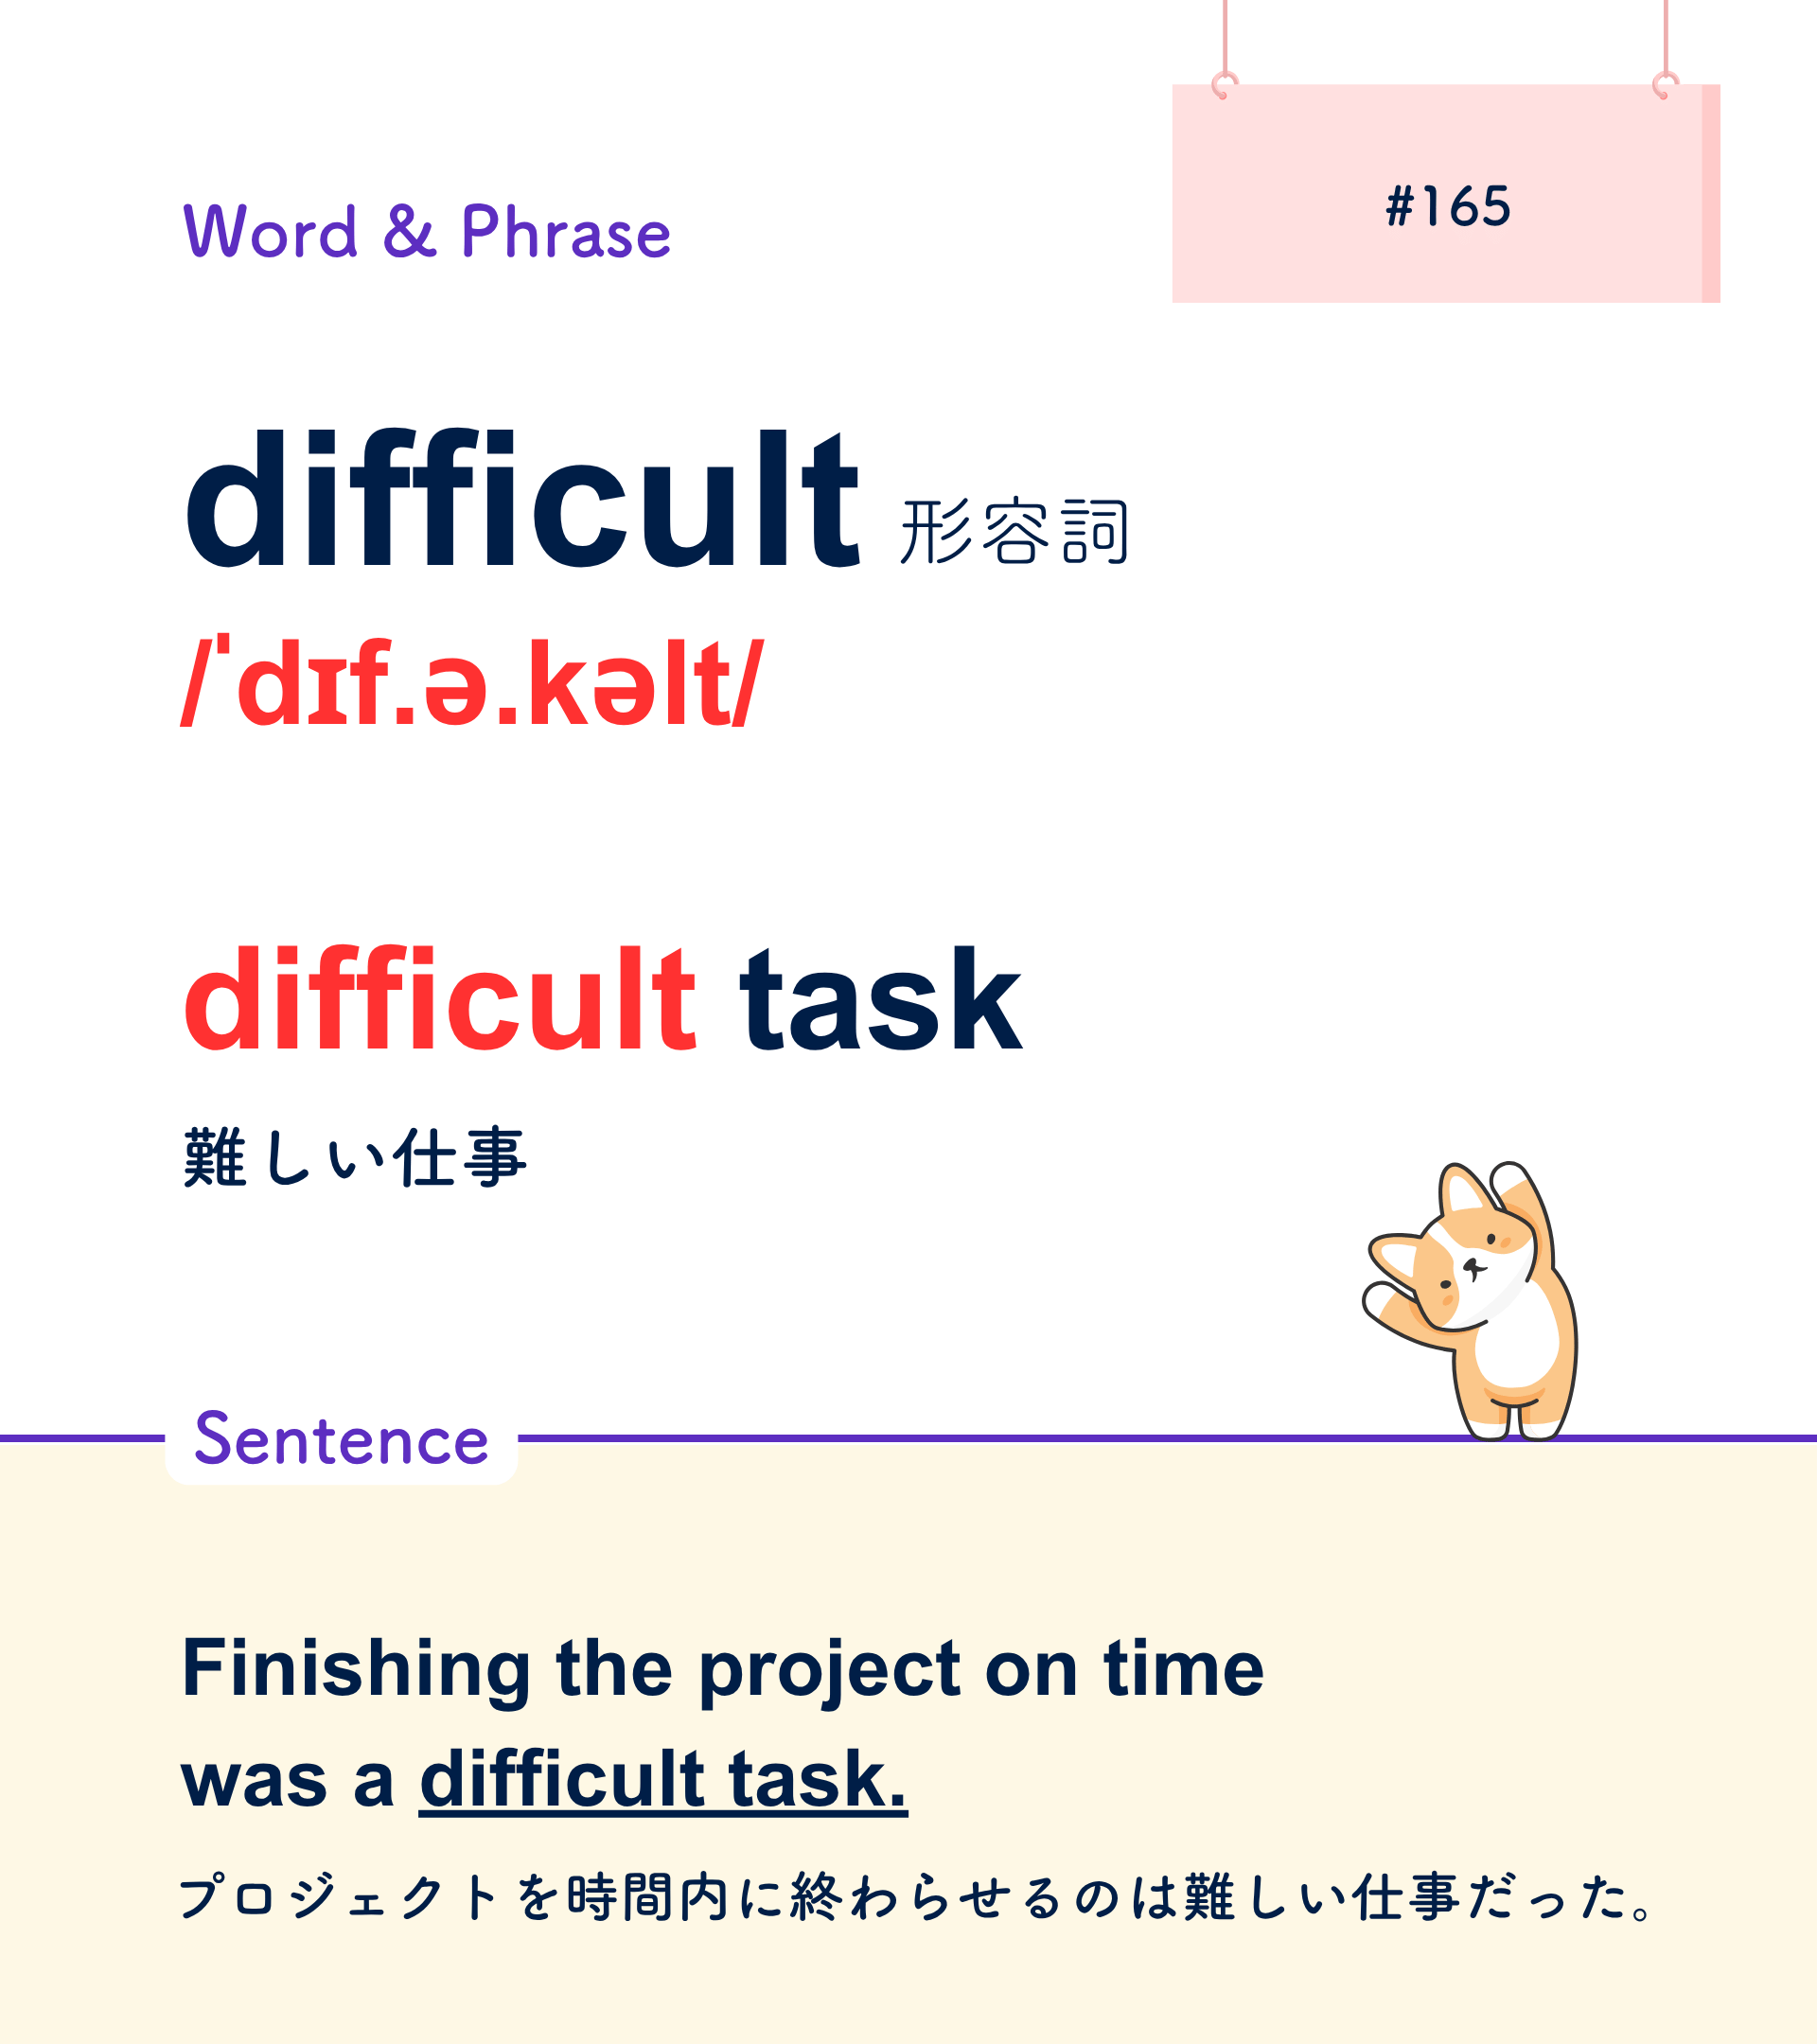 #165
Word & Phrase
difficult 形容詞
/ˈdɪf.ə.kəlt/
difficult task
難しい仕事
Sentence
Finishing the project on time
was a difficult task.
プロジェクトを時間内に終わらせるのは難しい仕事だった。